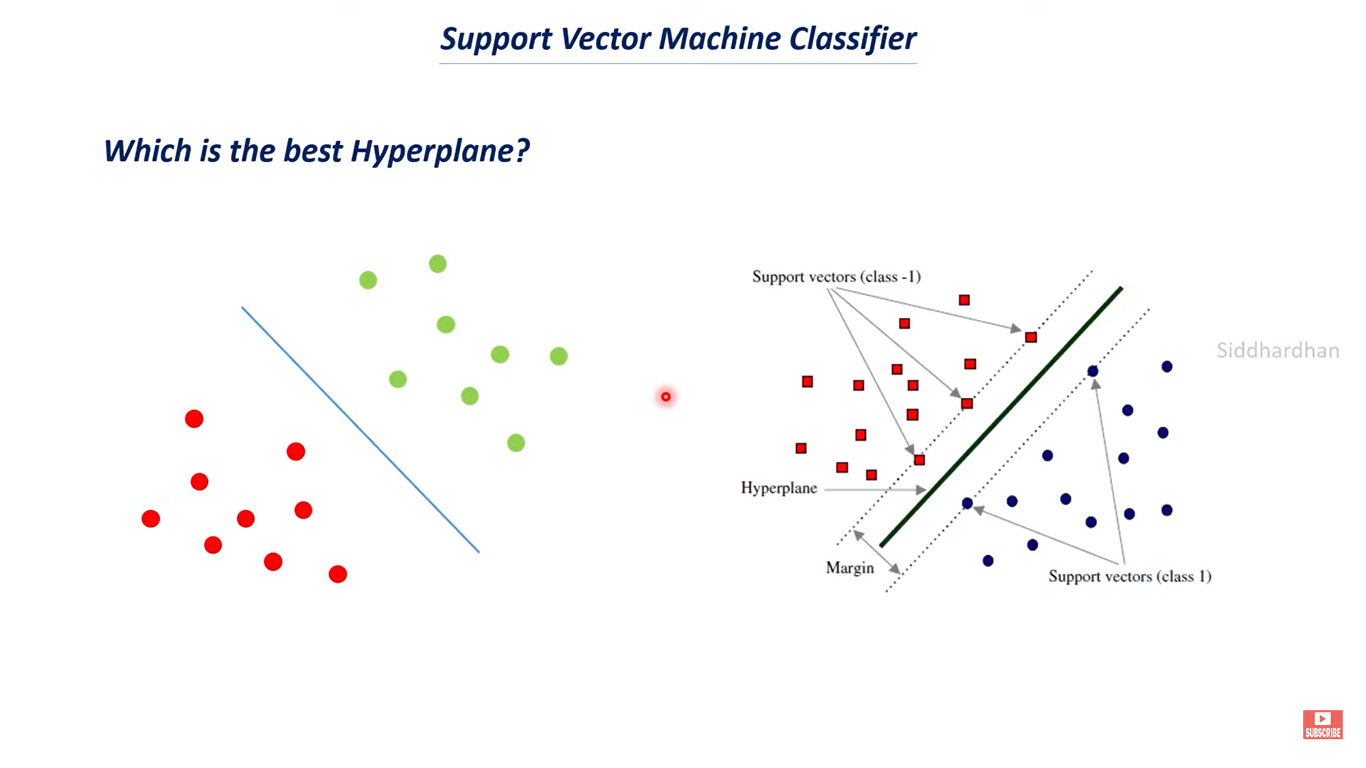 Support Vector Machine Classifier
Which is the best Hyperplane?
Support vectors (class -1)
Siddhardhan
Hyperplane
Margin
Support vectors (class 1)
SUBSCRIBE